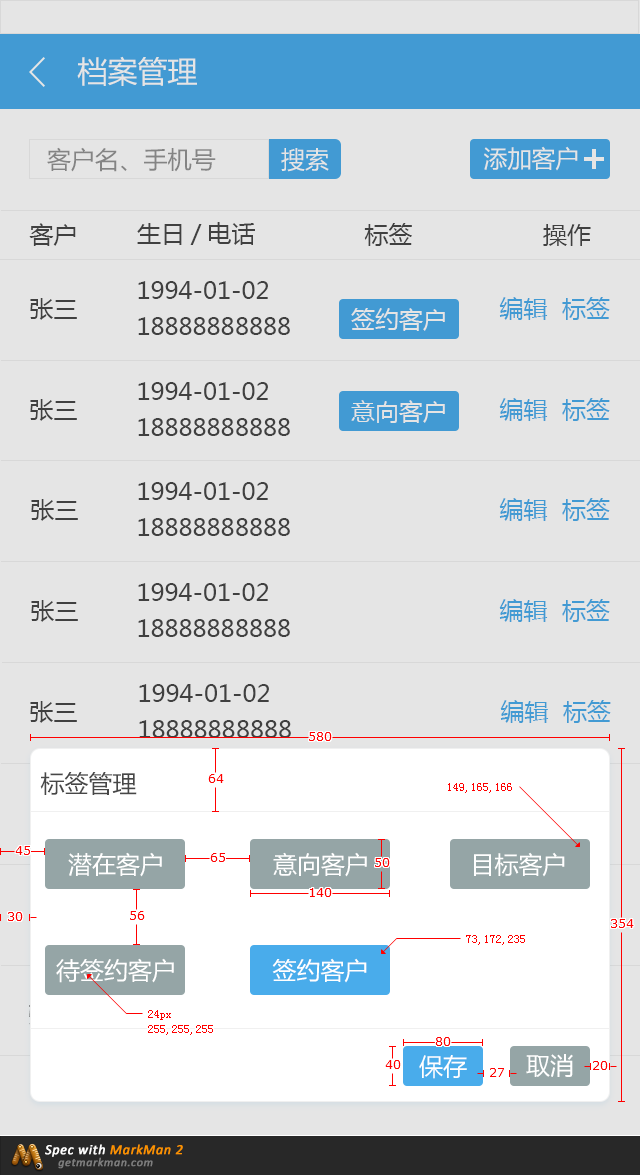 档案管理
客户名、手机号 搜索 添加客户
客户 生日 / 电话 标签 操作
1994-01-02
张三 签约客户 编辑 标签
18888888888
1994-01-02
张三 意向客户 编辑 标签
18888888888
1994-01-02
张三 编辑 标签
18888888888
1994-01-02
张三 编辑 标签
18888888888
1994-01-02
张三 编辑 标签
18888888888
580
标签管理 64
149,165,166
45 潜在客户 65 意向客户 50 目标客户
140
30 56 354
73,172,235
待签约客户 签约客户
24px
255,255,255
80
40 保存 27 取消 20
Spec with MarkMan 2
getmarkman.com